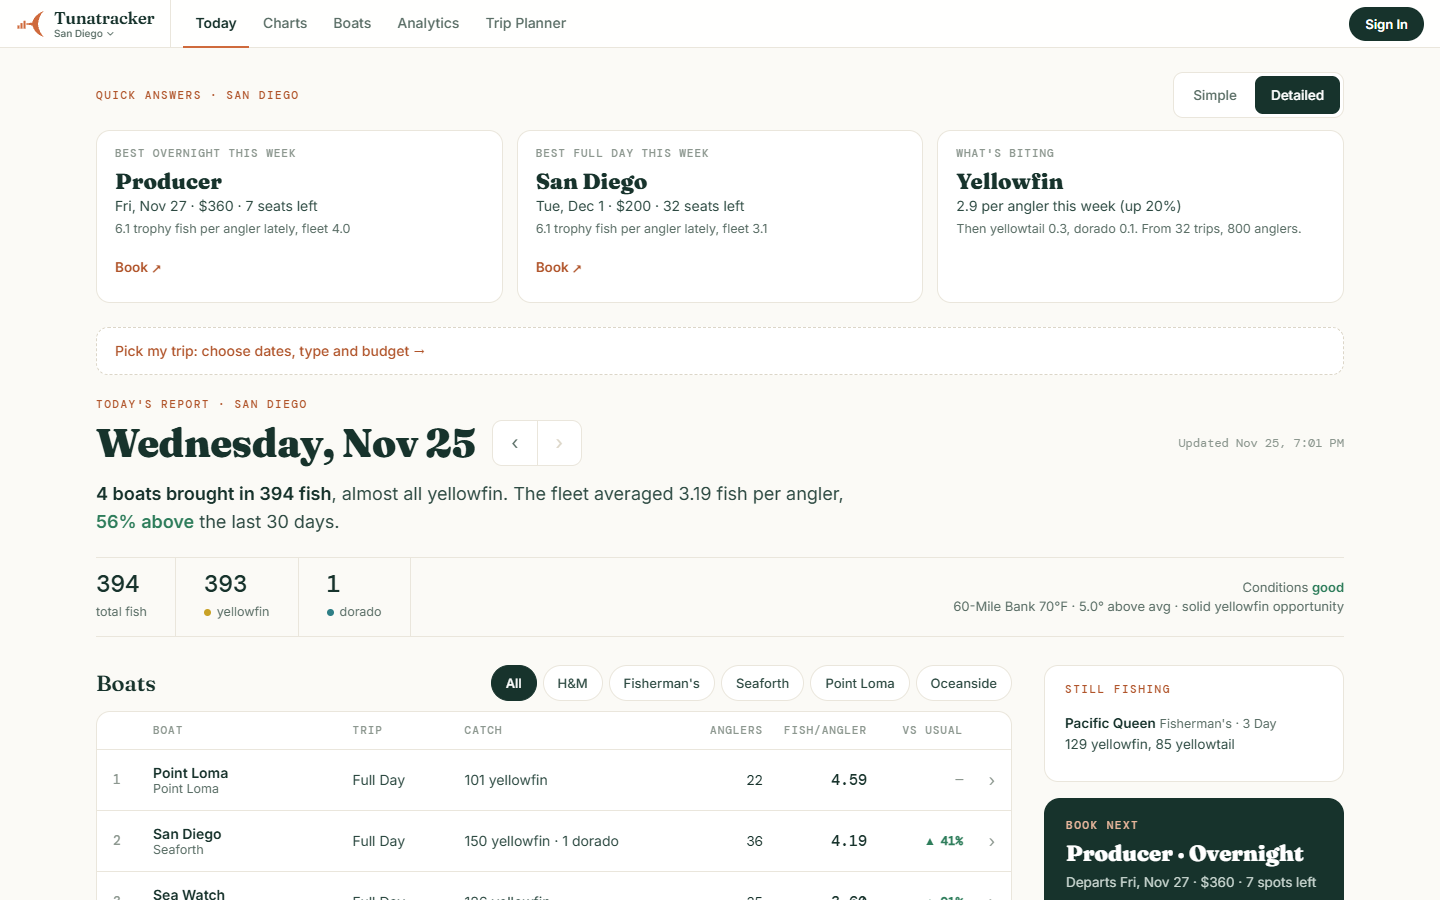 Tunatracker
San Diego
Today
Charts
Boats
Analytics
Trip Planner
Sign In
QUICK ANSWERS · SAN DIEGO
Simple
Detailed
BEST OVERNIGHT THIS WEEK
Producer
Fri, Nov 27 · $360 · 7 seats left
6.1 trophy fish per angler lately, fleet 4.0
Book ↗
BEST FULL DAY THIS WEEK
San Diego
Tue, Dec 1 · $200 · 32 seats left
6.1 trophy fish per angler lately, fleet 3.1
Book ↗
WHAT'S BITING
Yellowfin
2.9 per angler this week (up 20%)
Then yellowtail 0.3, dorado 0.1. From 32 trips, 800 anglers.
Pick my trip: choose dates, type and budget →
TODAY'S REPORT · SAN DIEGO
Wednesday, Nov 25
Updated Nov 25, 7:01 PM
4 boats brought in 394 fish, almost all yellowfin. The fleet averaged 3.19 fish per angler,
56% above the last 30 days.
394
total fish
393
yellowfin
1
dorado
Conditions good
60-Mile Bank 70°F · 5.0° above avg · solid yellowfin opportunity
Boats
All
H&M
Fisherman's
Seaforth
Point Loma
Oceanside
BOAT TRIP CATCH ANGLERS FISH/ANGLER VS USUAL
1 Point Loma Full Day 101 yellowfin 22 4.59 —
Point Loma
2 San Diego Full Day 150 yellowfin · 1 dorado 36 4.19 ▲ 41%
Seaforth
Sea Watch
STILL FISHING
Pacific Queen Fisherman's · 3 Day
129 yellowfin, 85 yellowtail
BOOK NEXT
Producer · Overnight
Departs Fri, Nov 27 · $360 · 7 spots left